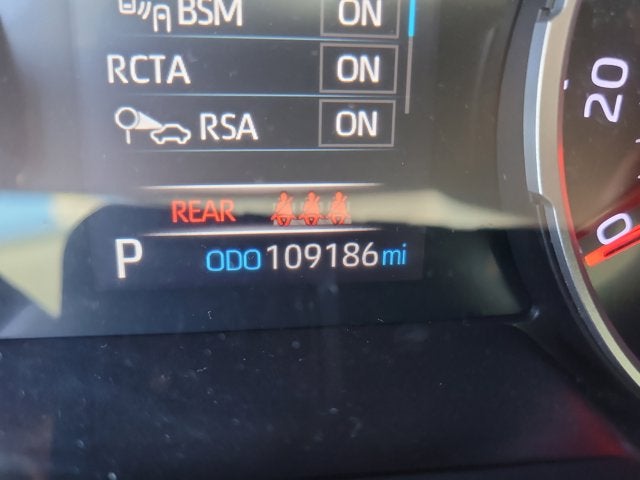 BSM ON
RCTA ON
RSA ON
REAR
P ODO 109186 mi
20
0